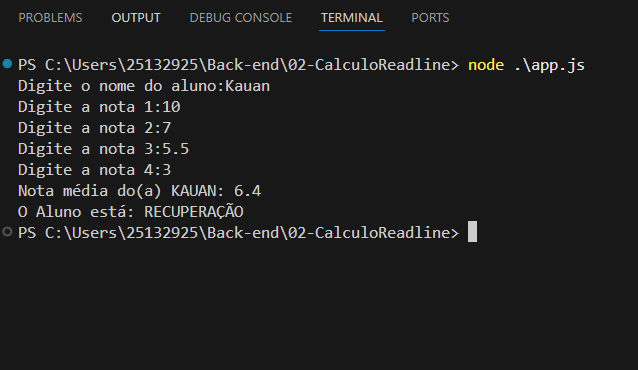 PROBLEMS OUTPUT DEBUG CONSOLE TERMINAL PORTS
PS C:\Users\25132925\Back-end\02-CalculoReadline> node .\app.js
Digite o nome do aluno:Kauan
Digite a nota 1:10
Digite a nota 2:7
Digite a nota 3:5.5
Digite a nota 4:3
Nota média do(a) KAUAN: 6.4
O Aluno está: RECUPERAÇÃO
PS C:\Users\25132925\Back-end\02-CalculoReadline>